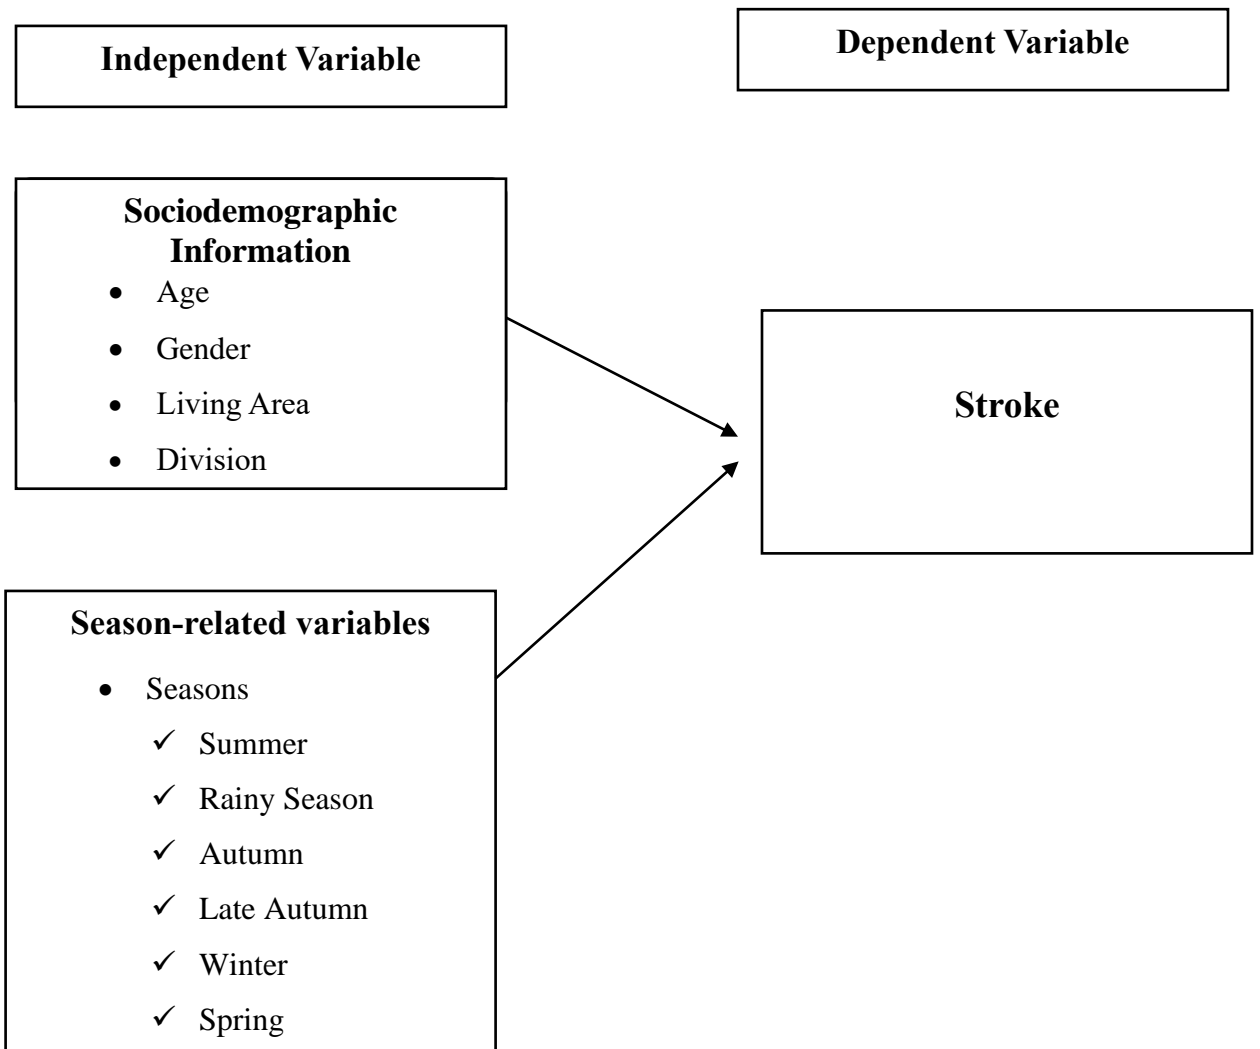 Independent Variable
Dependent Variable
Sociodemographic
Information
• Age
• Gender
• Living Area
• Division
Stroke
Season-related variables
• Seasons
✓ Summer
✓ Rainy Season
✓ Autumn
✓ Late Autumn
✓ Winter
✓ Spring